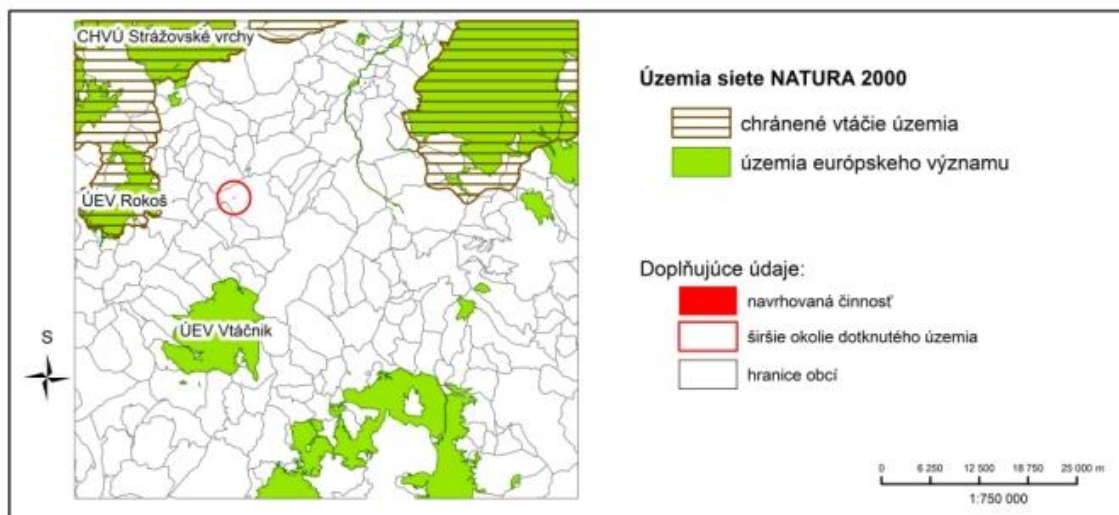 CHVÚ Strážovské vrchy
ÚEV Rokoš
ÚEV Vtáčnik
S
Územia siete NATURA 2000
chránené vtáčie územia
územia európskeho významu
Doplňujúce údaje:
navrhovaná činnosť
širšie okolie dotknutého územia
hranice obcí
0 6 250 12 500 18 750 25 000 m
1:750 000